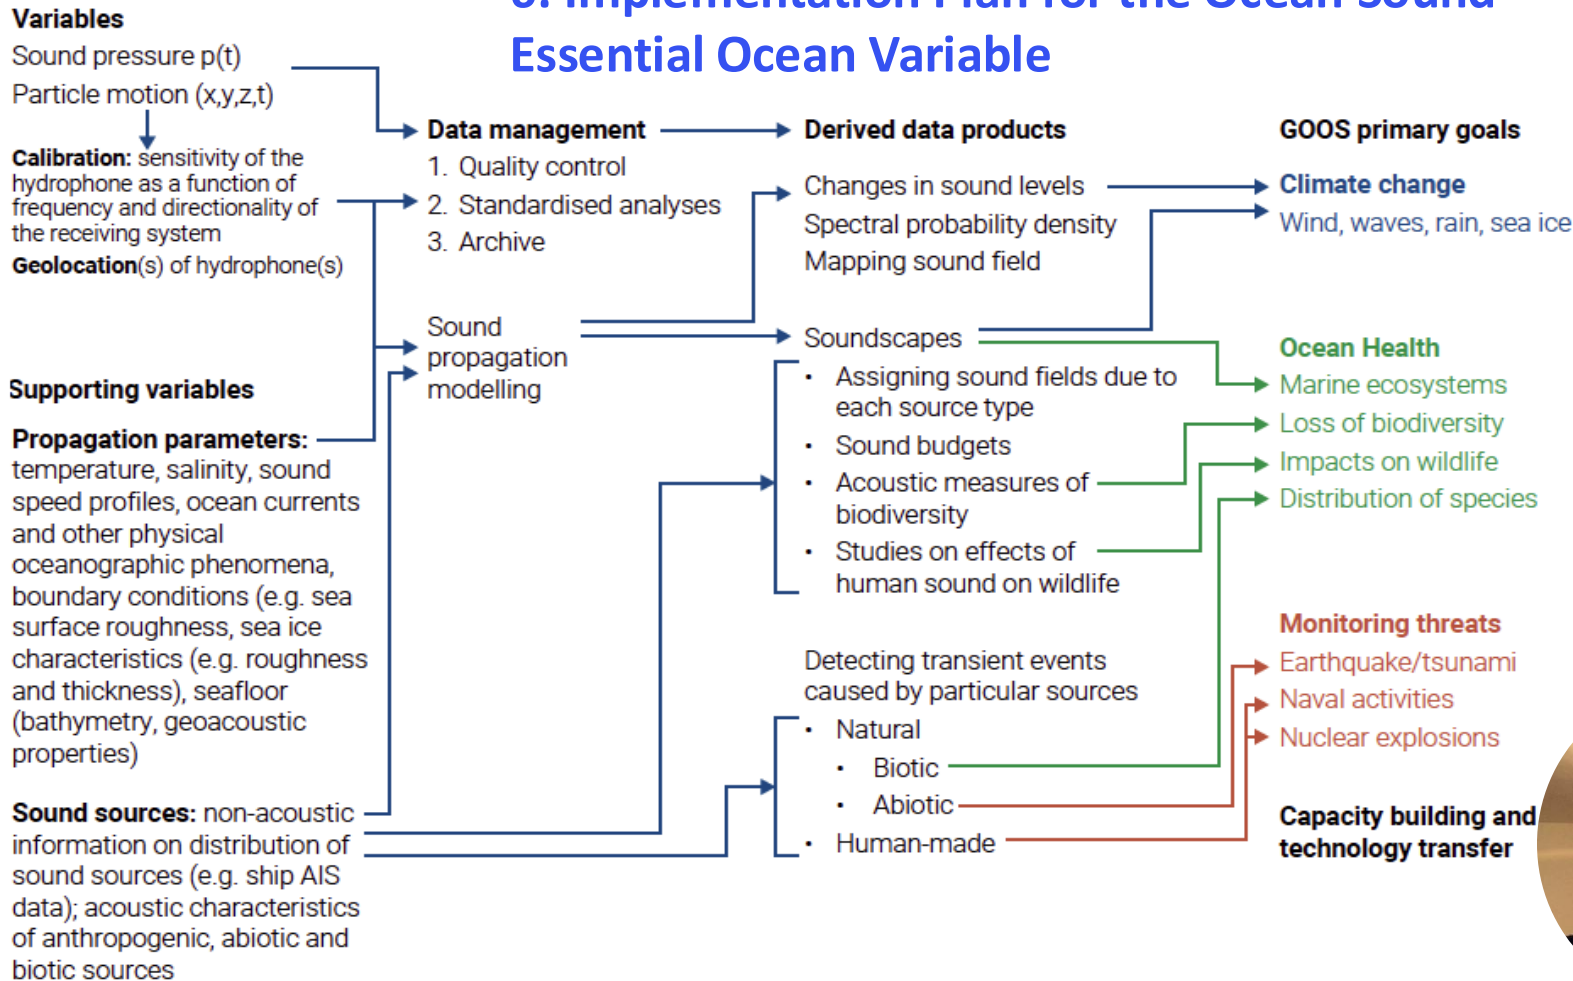 6. Implementation Plan for the Ocean Sound
Essential Ocean Variable
Variables
Sound pressure p(t)
Particle motion (x,y,z,t)
Calibration: sensitivity of the
hydrophone as a function of
frequency and directionality of
the receiving system
Geolocation(s) of hydrophone(s)
Supporting variables
Propagation parameters:
temperature, salinity, sound
speed profiles, ocean currents
and other physical
oceanographic phenomena,
boundary conditions (e.g. sea
surface roughness, sea ice
characteristics (e.g. roughness
and thickness), seafloor
(bathymetry, geoacoustic
properties)
Sound sources: non-acoustic
information on distribution of
sound sources (e.g. ship AIS
data); acoustic characteristics
of anthropogenic, abiotic and
biotic sources
Data management
1. Quality control
2. Standardised analyses
3. Archive
Sound
propagation
modelling
Derived data products
Changes in sound levels
Spectral probability density
Mapping sound field
Soundscapes
• Assigning sound fields due to
each source type
• Sound budgets
• Acoustic measures of
biodiversity
• Studies on effects of
human sound on wildlife
Detecting transient events
caused by particular sources
• Natural
• Biotic
• Abiotic
• Human-made
GOOS primary goals
Climate change
Wind, waves, rain, sea ice
Ocean Health
Marine ecosystems
Loss of biodiversity
Impacts on wildlife
Distribution of species
Monitoring threats
Earthquake/tsunami
Naval activities
Nuclear explosions
Capacity building and
technology transfer